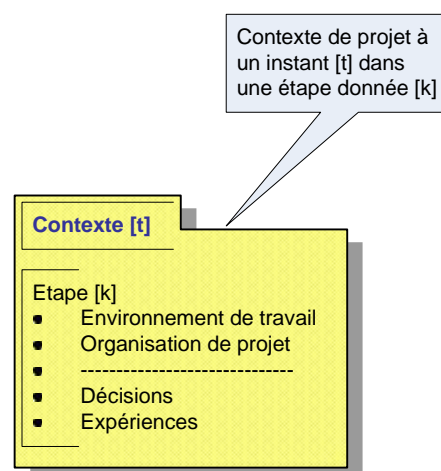 Contexte de projet à
un instant [t] dans
une étape donnée [k]
Contexte [t]
Etape [k]
Environnement de travail
Organisation de projet
------------------------------
Décisions
Expériences